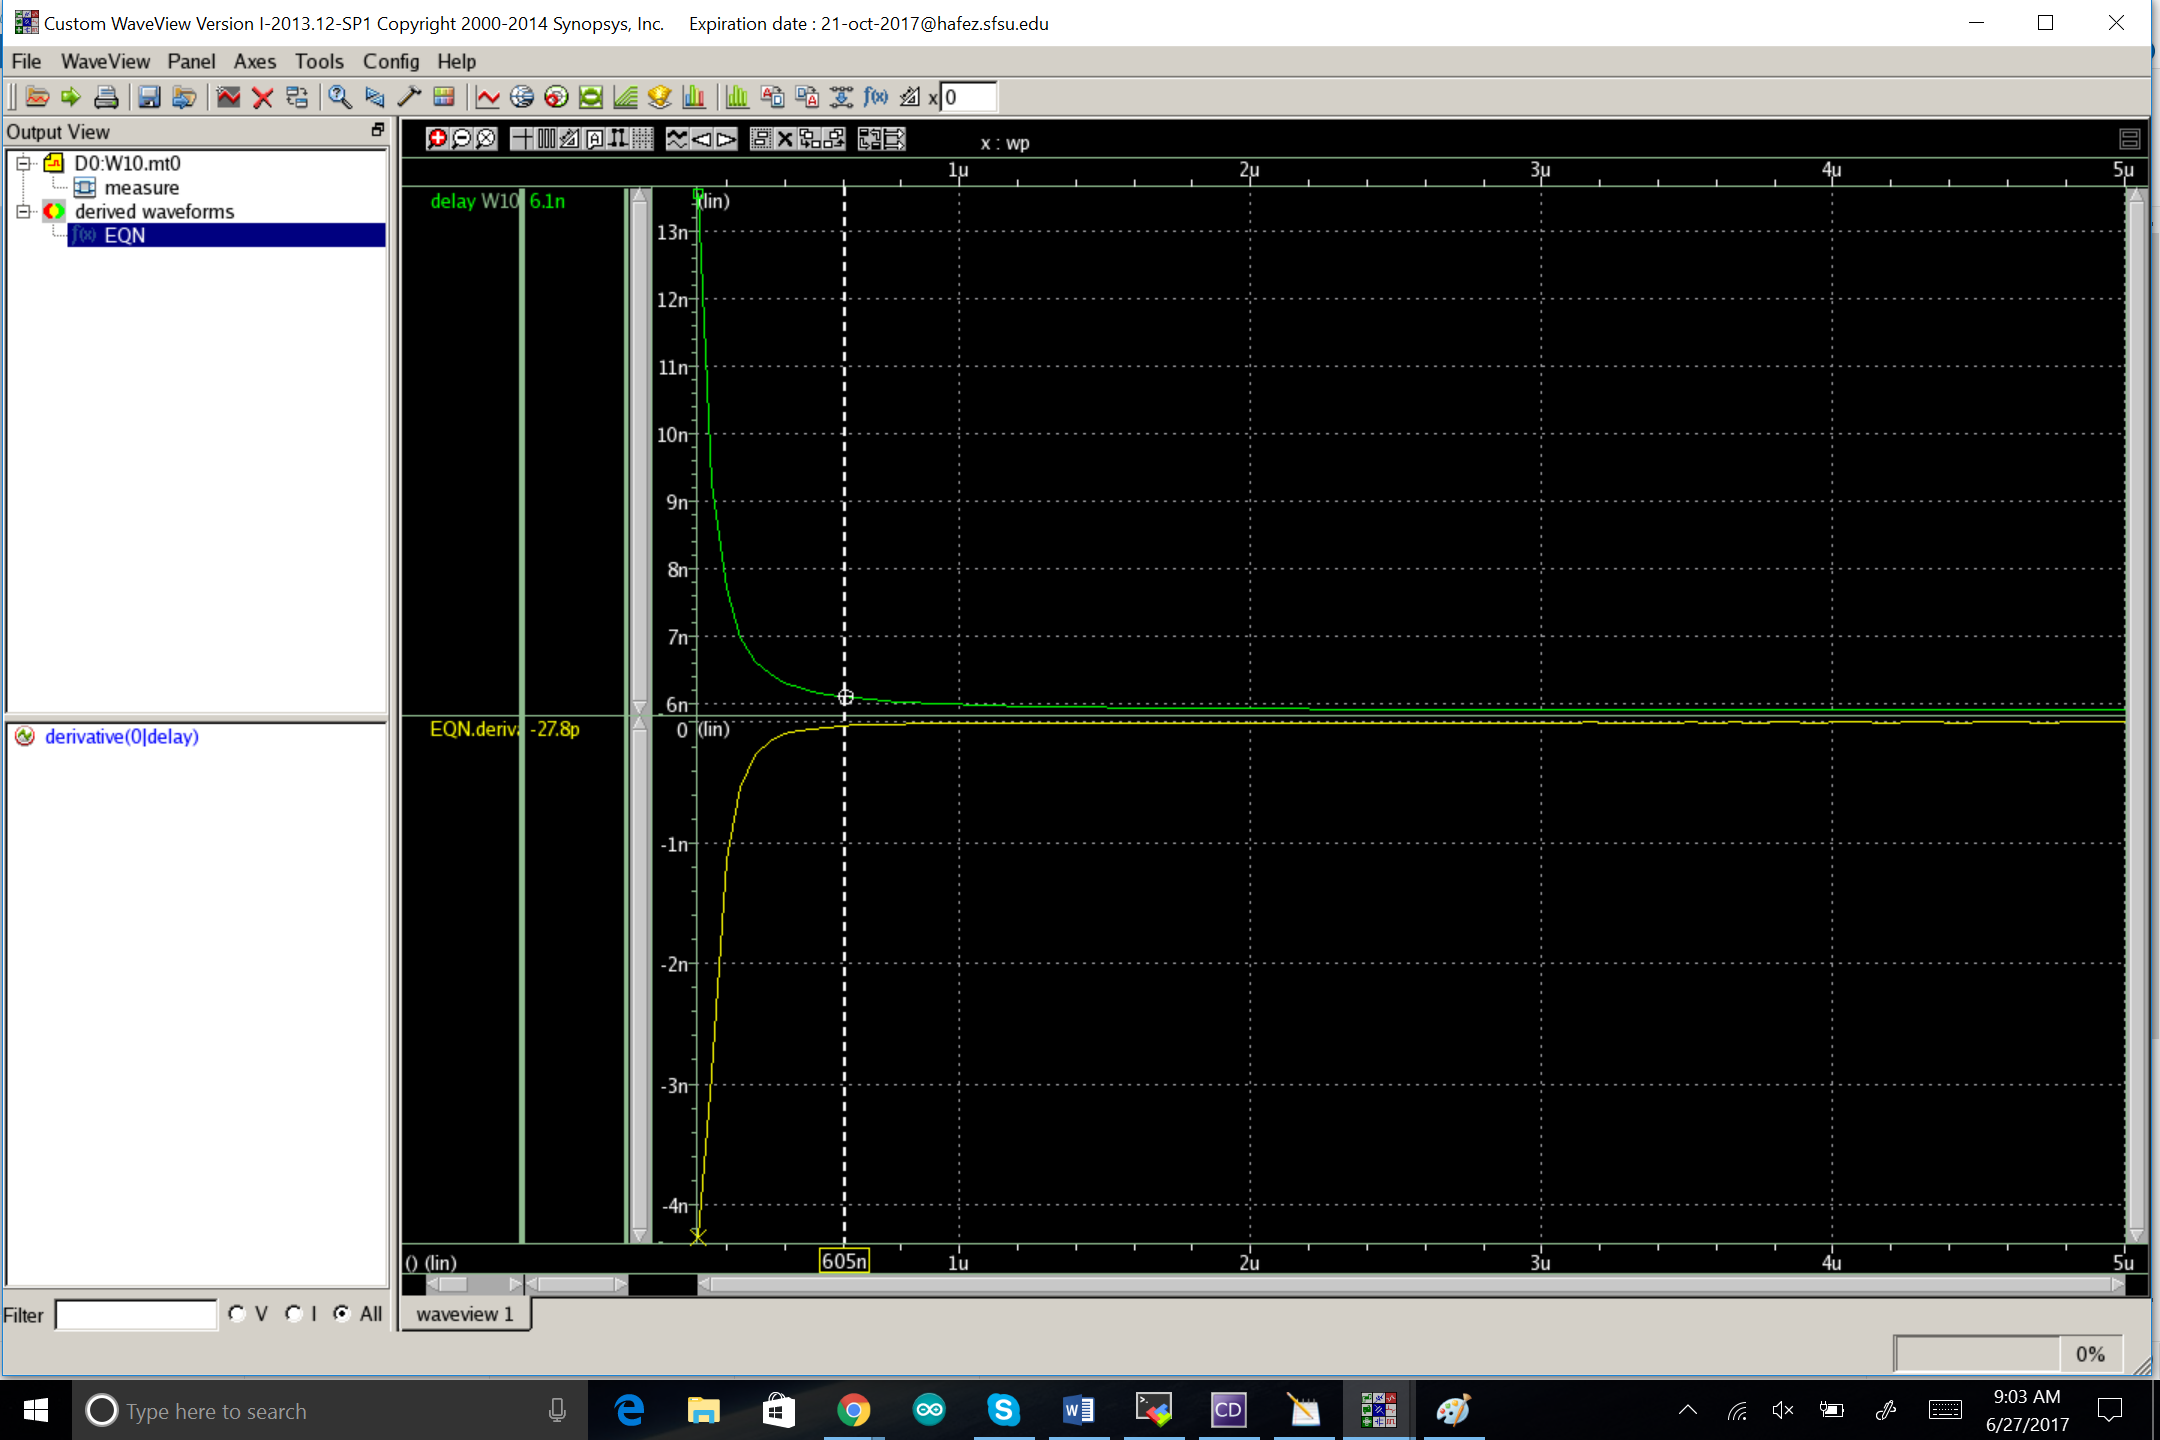 Custom WaveView Version I-2013.12-SP1 Copyright 2000-2014 Synopsys, Inc. Expiration date : 21-oct-2017@hafez.sfsu.edu
File WaveView Panel Axes Tools Config Help
x 0
Output View
D0:W10.mt0
measure
derived waveforms
f(x) EQN
derivative(0|delay)
Filter V I All
x : wp
1u 2u 3u 4u 5u
delay W10 6.1n
(lin)
13n
12n
11n
10n
9n
8n
7n
6n
EQN.deriva -27.8p
0 (lin)
-1n
-2n
-3n
-4n
() (lin) 605n 1u 2u 3u 4u 5u
waveview 1
0%
Type here to search
CD
9:03 AM
6/27/2017